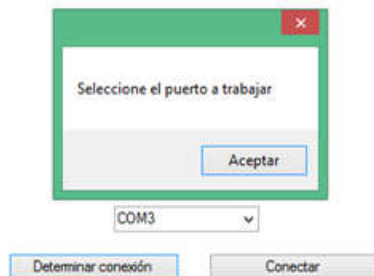 Seleccione el puerto a trabajar
Aceptar
COM3
Determinar conexión Conectar